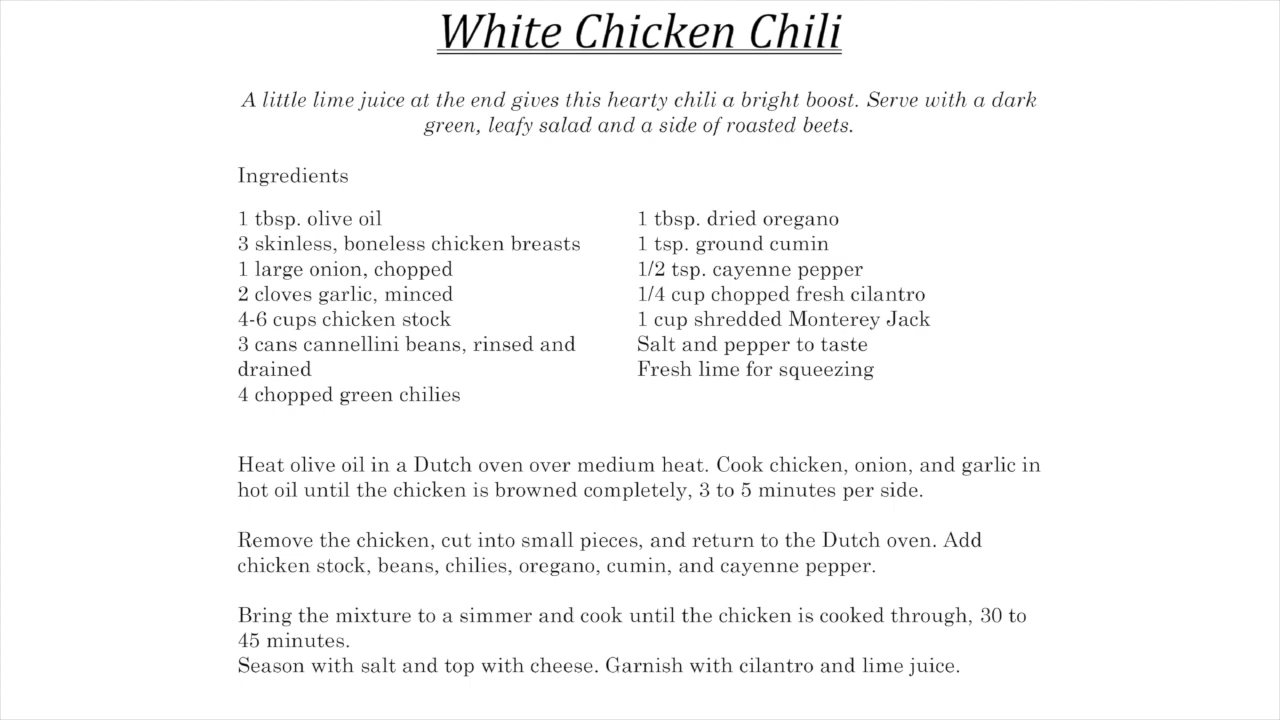 White Chicken Chili
A little lime juice at the end gives this hearty chili a bright boost. Serve with a dark
green, leafy salad and a side of roasted beets.
Ingredients
1 tbsp. olive oil
3 skinless, boneless chicken breasts
1 large onion, chopped
2 cloves garlic, minced
4-6 cups chicken stock
3 cans cannellini beans, rinsed and
drained
4 chopped green chilies
1 tbsp. dried oregano
1 tsp. ground cumin
1/2 tsp. cayenne pepper
1/4 cup chopped fresh cilantro
1 cup shredded Monterey Jack
Salt and pepper to taste
Fresh lime for squeezing
Heat olive oil in a Dutch oven over medium heat. Cook chicken, onion, and garlic in
hot oil until the chicken is browned completely, 3 to 5 minutes per side.
Remove the chicken, cut into small pieces, and return to the Dutch oven. Add
chicken stock, beans, chilies, oregano, cumin, and cayenne pepper.
Bring the mixture to a simmer and cook until the chicken is cooked through, 30 to
45 minutes.
Season with salt and top with cheese. Garnish with cilantro and lime juice.